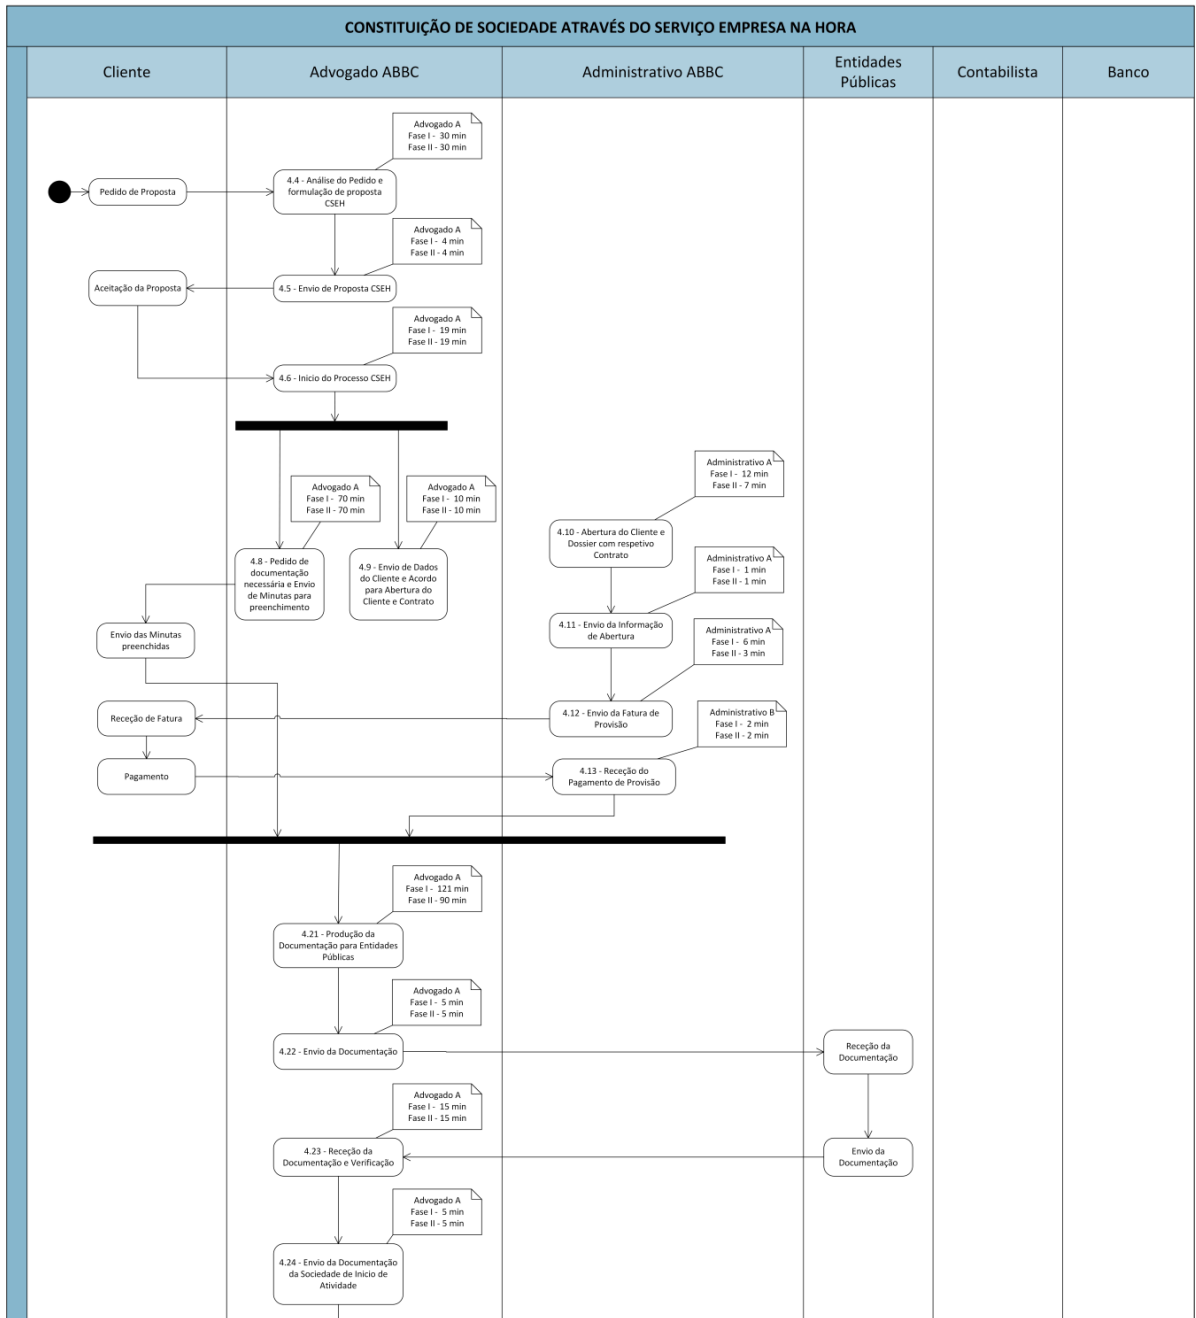 CONSTITUIÇÃO DE SOCIEDADE ATRAVÉS DO SERVIÇO EMPRESA NA HORA
Cliente
Advogado ABBC
Administrativo ABBC
Entidades
Públicas
Contabilista
Banco
Advogado A
Fase I - 30 min
Fase II - 30 min
Pedido de Proposta
4.4 - Análise do Pedido e
formulação de proposta
CSEH
Advogado A
Fase I - 4 min
Fase II - 4 min
Aceitação da Proposta
4.5 - Envio de Proposta CSEH
Advogado A
Fase I - 19 min
Fase II - 19 min
4.6 - Inicio do Processo CSEH
Advogado A
Fase I - 70 min
Fase II - 70 min
Advogado A
Fase I - 10 min
Fase II - 10 min
Administrativo A
Fase I - 12 min
Fase II - 7 min
4.10 - Abertura do Cliente e
Dossier com respetivo
Contrato
4.8 - Pedido de
documentação
necessária e Envio
de Minutas para
preenchimento
4.9 - Envio de Dados
do Cliente e Acordo
para Abertura do
Cliente e Contrato
Administrativo A
Fase I - 1 min
Fase II - 1 min
Envio das Minutas
preenchidas
4.11 - Envio da Informação
de Abertura
Administrativo A
Fase I - 6 min
Fase II - 3 min
Receção de Fatura
4.12 - Envio da Fatura de
Provisão
Administrativo B
Fase I - 2 min
Fase II - 2 min
Pagamento
4.13 - Receção do
Pagamento de Provisão
Advogado A
Fase I - 121 min
Fase II - 90 min
4.21 - Produção da
Documentação para Entidades
Públicas
Advogado A
Fase I - 5 min
Fase II - 5 min
4.22 - Envio da Documentação
Receção da
Documentação
Advogado A
Fase I - 15 min
Fase II - 15 min
4.23 - Receção da
Documentação e Verificação
Envio da
Documentação
Advogado A
Fase I - 5 min
Fase II - 5 min
4.24 - Envio da Documentação
da Sociedade de Inicio de
Atividade